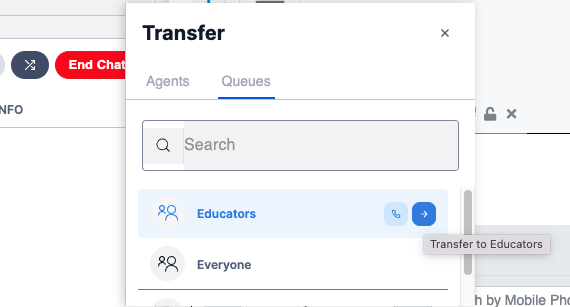 Transfer
End Chat
Agents
Queues
NFO
Search
Educators
Transfer to Educators
Everyone
h by Mobile Pho